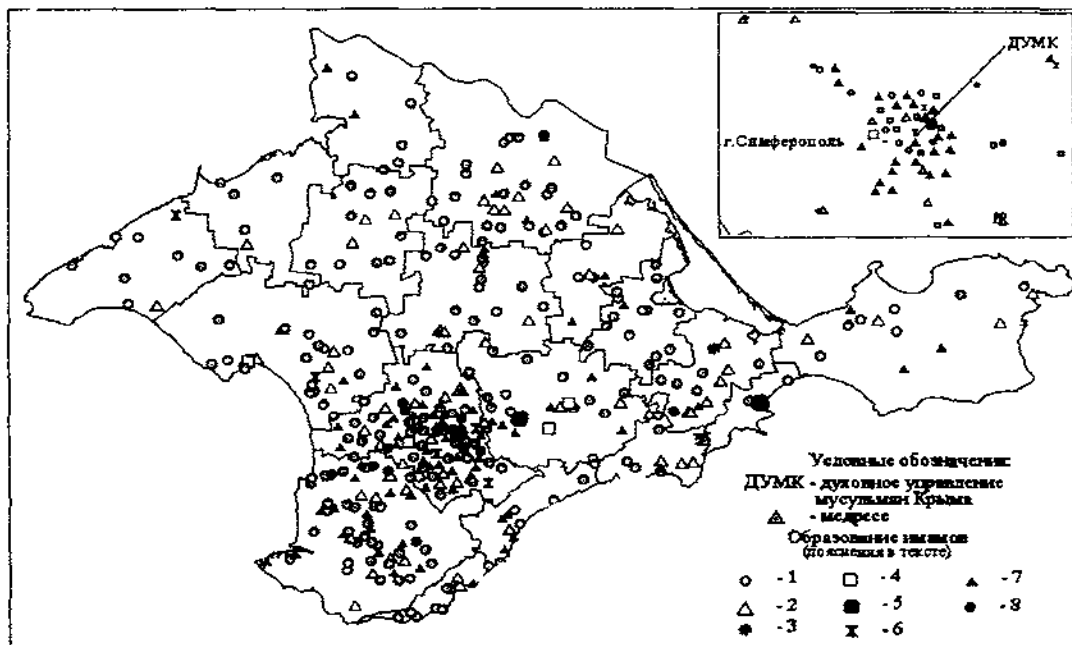 ДУМК
г.Симферополь
Условные обозначения:
ДУМК - духовное управление
мусульман Крыма
- медресе
Образование имамов
(пояснения в тексте)
- 1 - 4 - 7
- 2 - 5 - 8
- 3 - 6